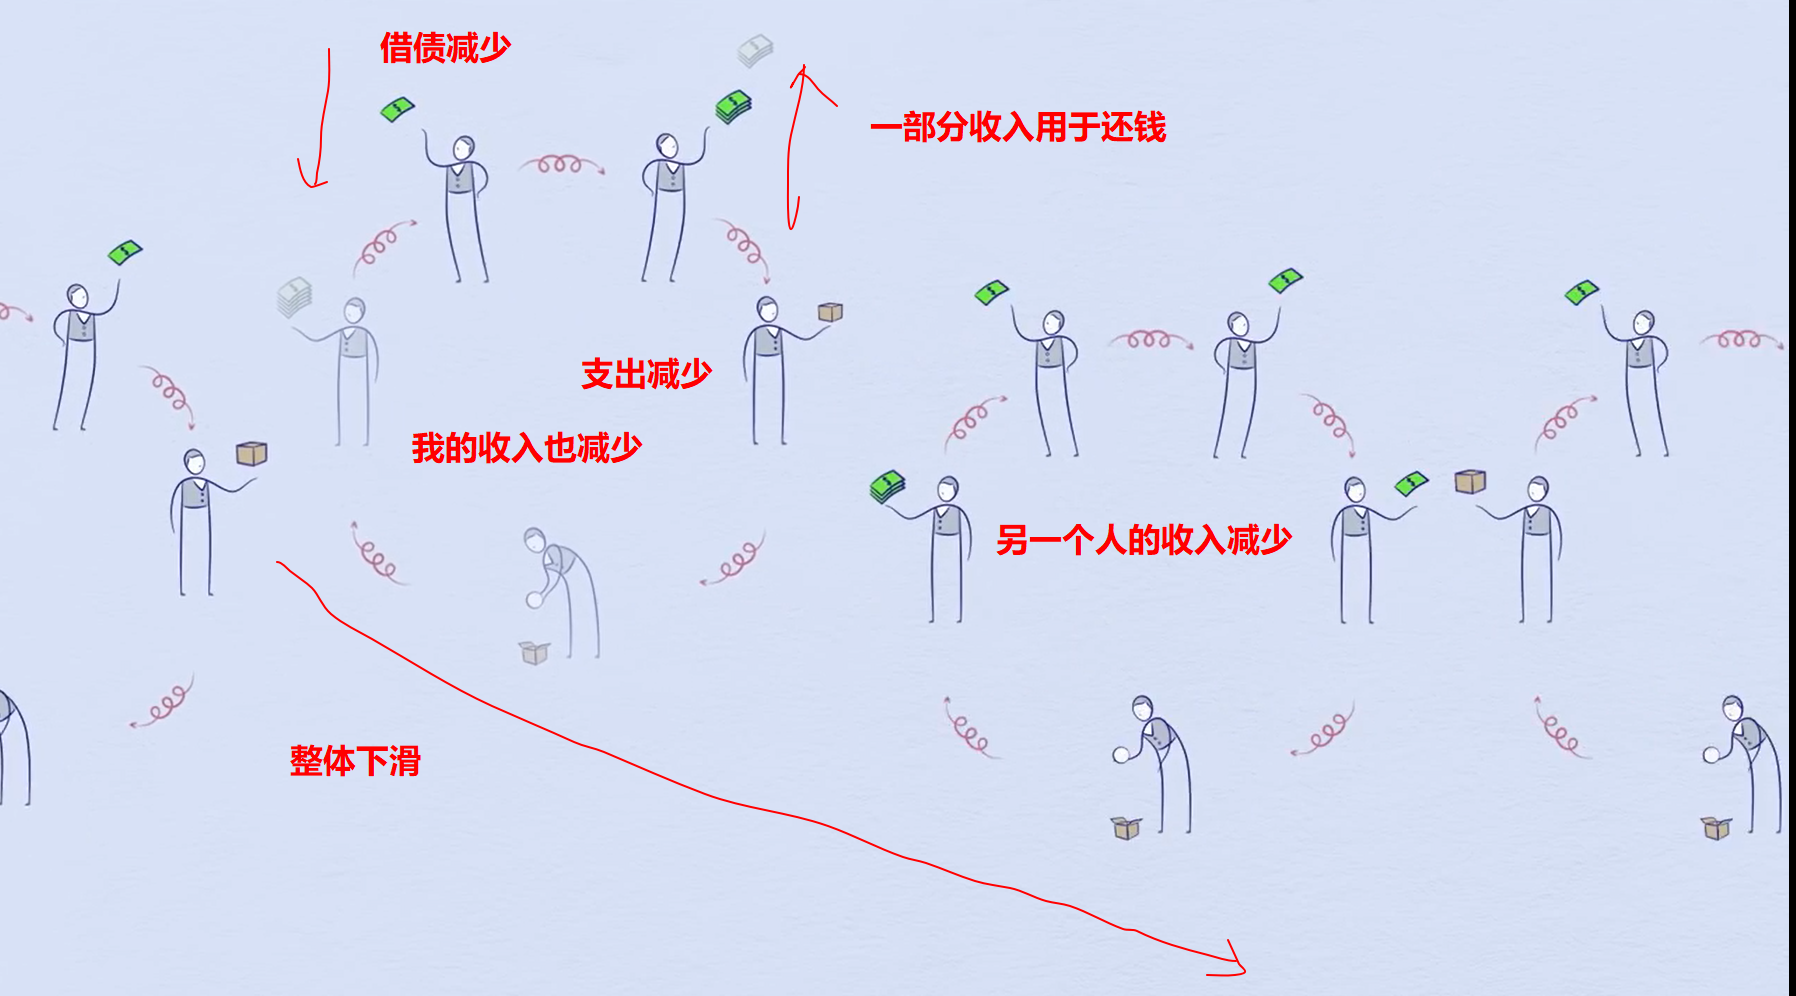 借债减少
一部分收入用于还钱
支出减少
我的收入也减少
另一个人的收入减少
整体下滑